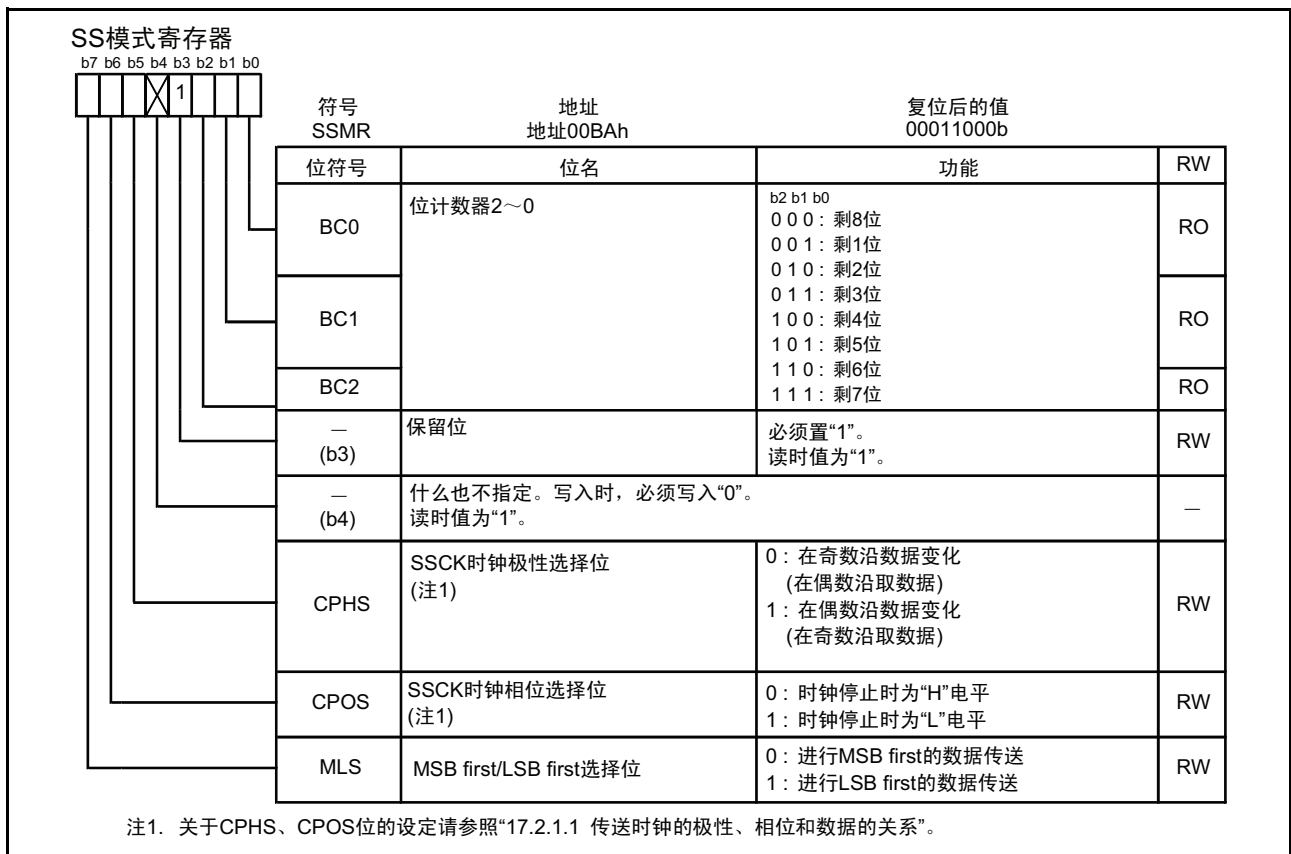 SS模式寄存器
b7 b6 b5 b4 b3 b2 b1 b0
1
符号 地址 复位后的值
SSMR 地址00BAh 00011000b
位符号 位名 功能 RW
BC0 位计数器2～0 RO
b2 b1 b0
0 0 0：剩8位
0 0 1：剩1位
0 1 0：剩2位
0 1 1：剩3位
BC1 RO
1 0 0：剩4位
1 0 1：剩5位
1 1 0：剩6位
BC2 RO
1 1 1：剩7位
— 保留位 必须置“1”。
(b3) 读时值为“1”。 RW
— 什么也不指定。写入时，必须写入“0”。 —
(b4) 读时值为“1”。
CPHS SSCK时钟极性选择位 RW
(注1)
0：在奇数沿数据变化
(在偶数沿取数据)
1：在偶数沿数据变化
(在奇数沿取数据)
CPOS SSCK时钟相位选择位 0：时钟停止时为“H”电平 RW
(注1) 1：时钟停止时为“L”电平
MLS MSB first/LSB first选择位 0：进行MSB first的数据传送 RW
1：进行LSB first的数据传送
注1. 关于CPHS、CPOS位的设定请参照“17.2.1.1 传送时钟的极性、相位和数据的关系”。